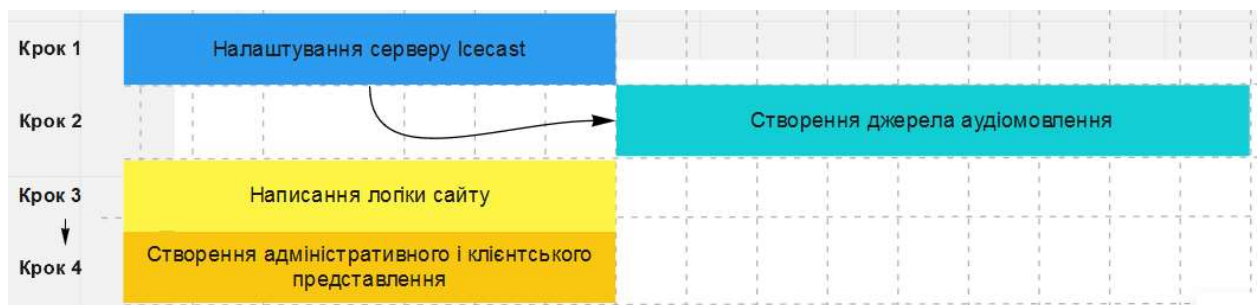 Крок 1
Налаштування серверу Icecast
Крок 2
Створення джерела аудіомовлення
Крок 3
Написання логіки сайту
Крок 4
Створення адміністративного і клієнтського
представлення